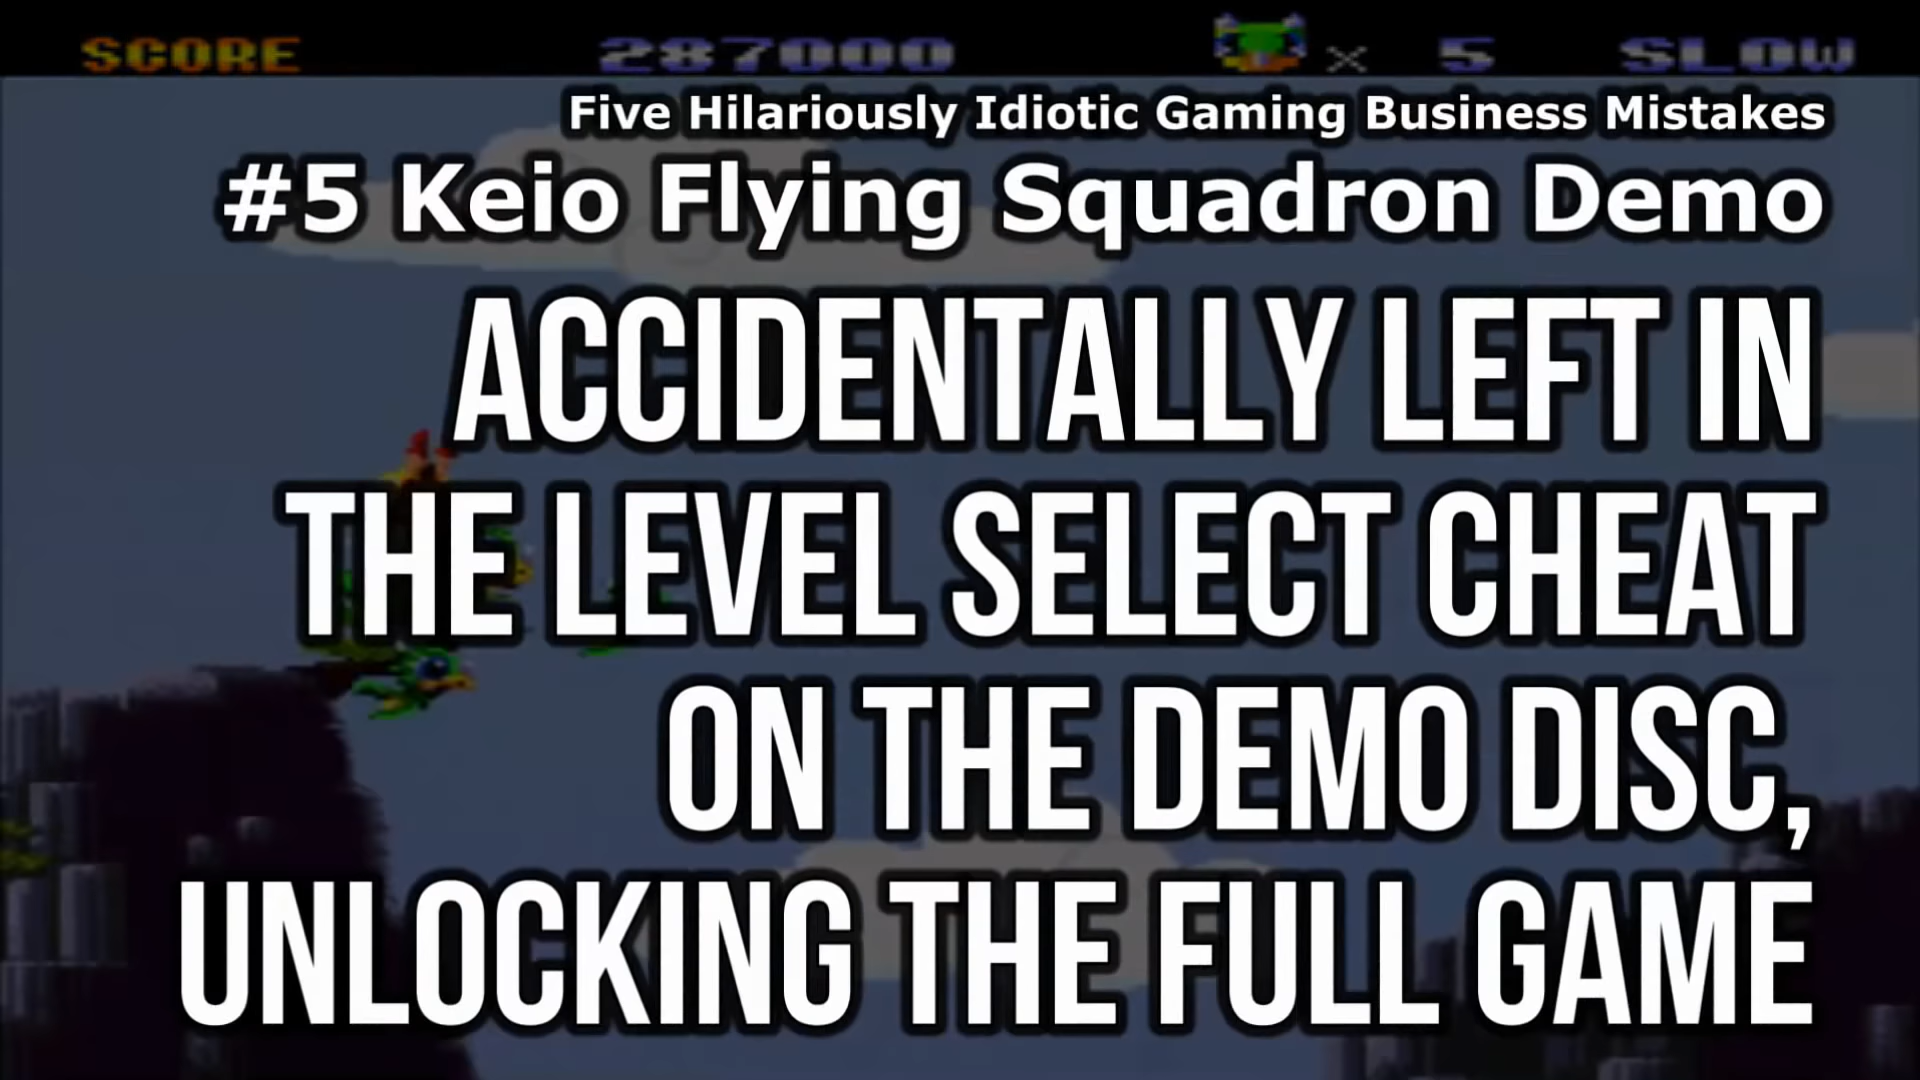 SCORE 287000 x 5 SLOW
Five Hilariously Idiotic Gaming Business Mistakes
#5 Keio Flying Squadron Demo
ACCIDENTALLY LEFT IN
THE LEVEL SELECT CHEAT
ON THE DEMO DISC,
UNLOCKING THE FULL GAME